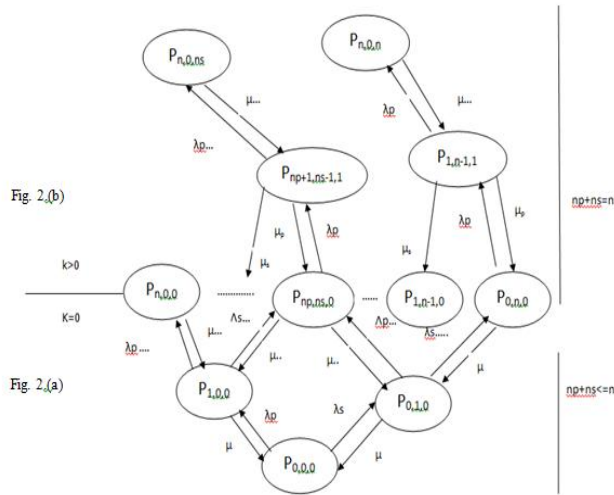 Pn,0,ns
Pn,0,n
μ...
μ...
λp
λp...
Pnp+1,ns-1,1
P1,n-1,1
Fig. 2.(b)
np+ns=n
μp
λp
μs
μs
λp
μp
k>0
Pn,0,0
..............
Pnp,ns,0
......
P1,n-1,0
P0,n,0
K=0
μ...
Λs...
Λp...
λs.....
λp....
μ..
μ..
μ
Fig. 2.(a)
P1,0,0
P0,1,0
np+ns<=n
λp
λs
μ
μ
P0,0,0